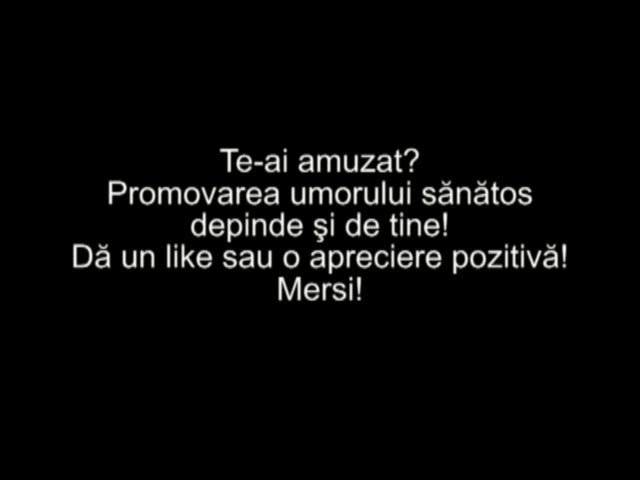 Te-ai amuzat?
Promovarea umorului sănătos
depinde şi de tine!
Dă un like sau o apreciere pozitivă!
Mersi!